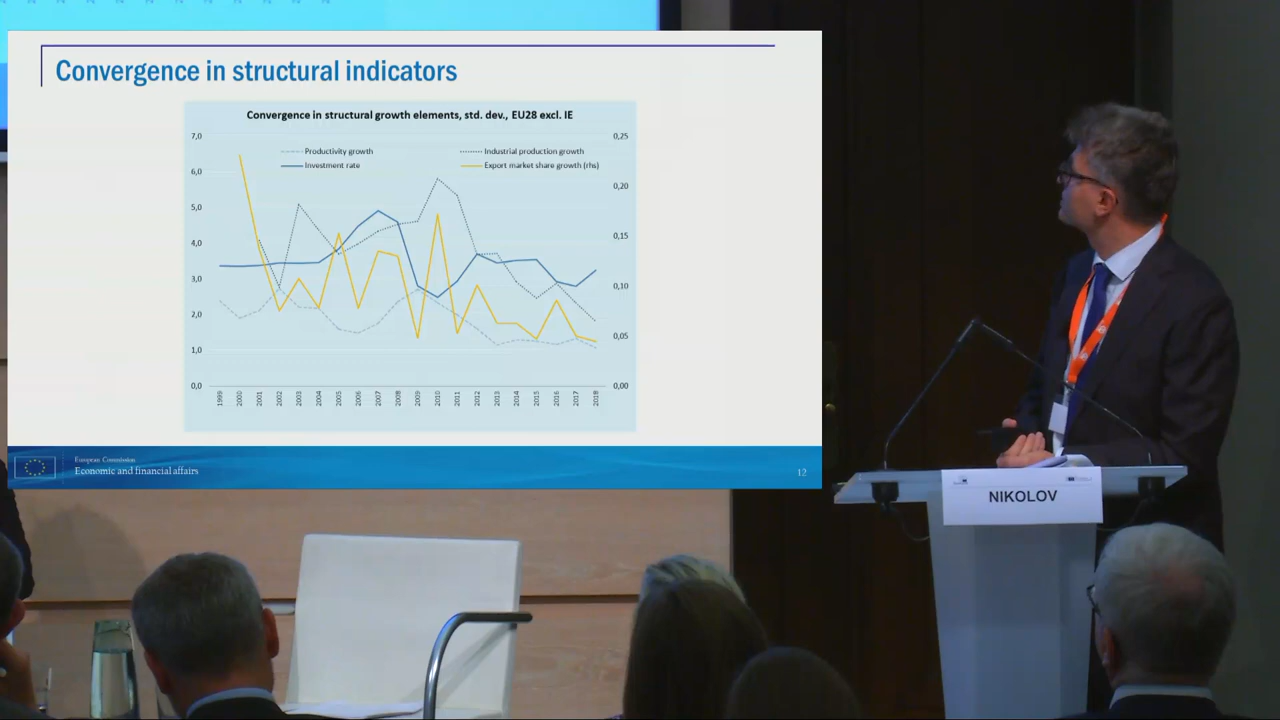 Convergence in structural indicators
Convergence in structural growth elements, std. dev., EU28 excl. IE
7,0
6,0
5,0
4,0
3,0
2,0
1,0
0,0
Productivity growth
Industrial production growth
Investment rate
Export market share growth (rhs)
0,25
0,20
0,15
0,10
0,05
0,00
1999 2000 2001 2002 2003 2004 2005 2006 2007 2008 2009 2010 2011 2012 2013 2014 2015 2016 2017 2018
European Commission
Economic and financial affairs
12
NIKOLOV